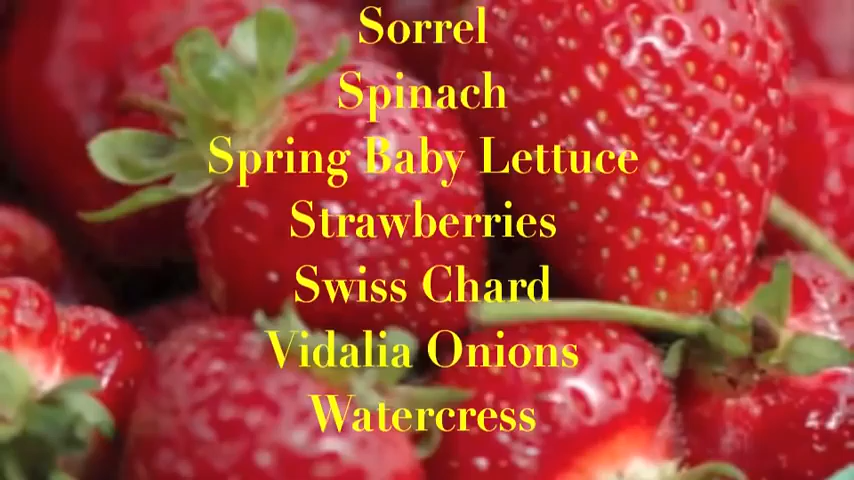 Sorrel
Spinach
Spring Baby Lettuce
Strawberries
Swiss Chard
Vidalia Onions
Watercress